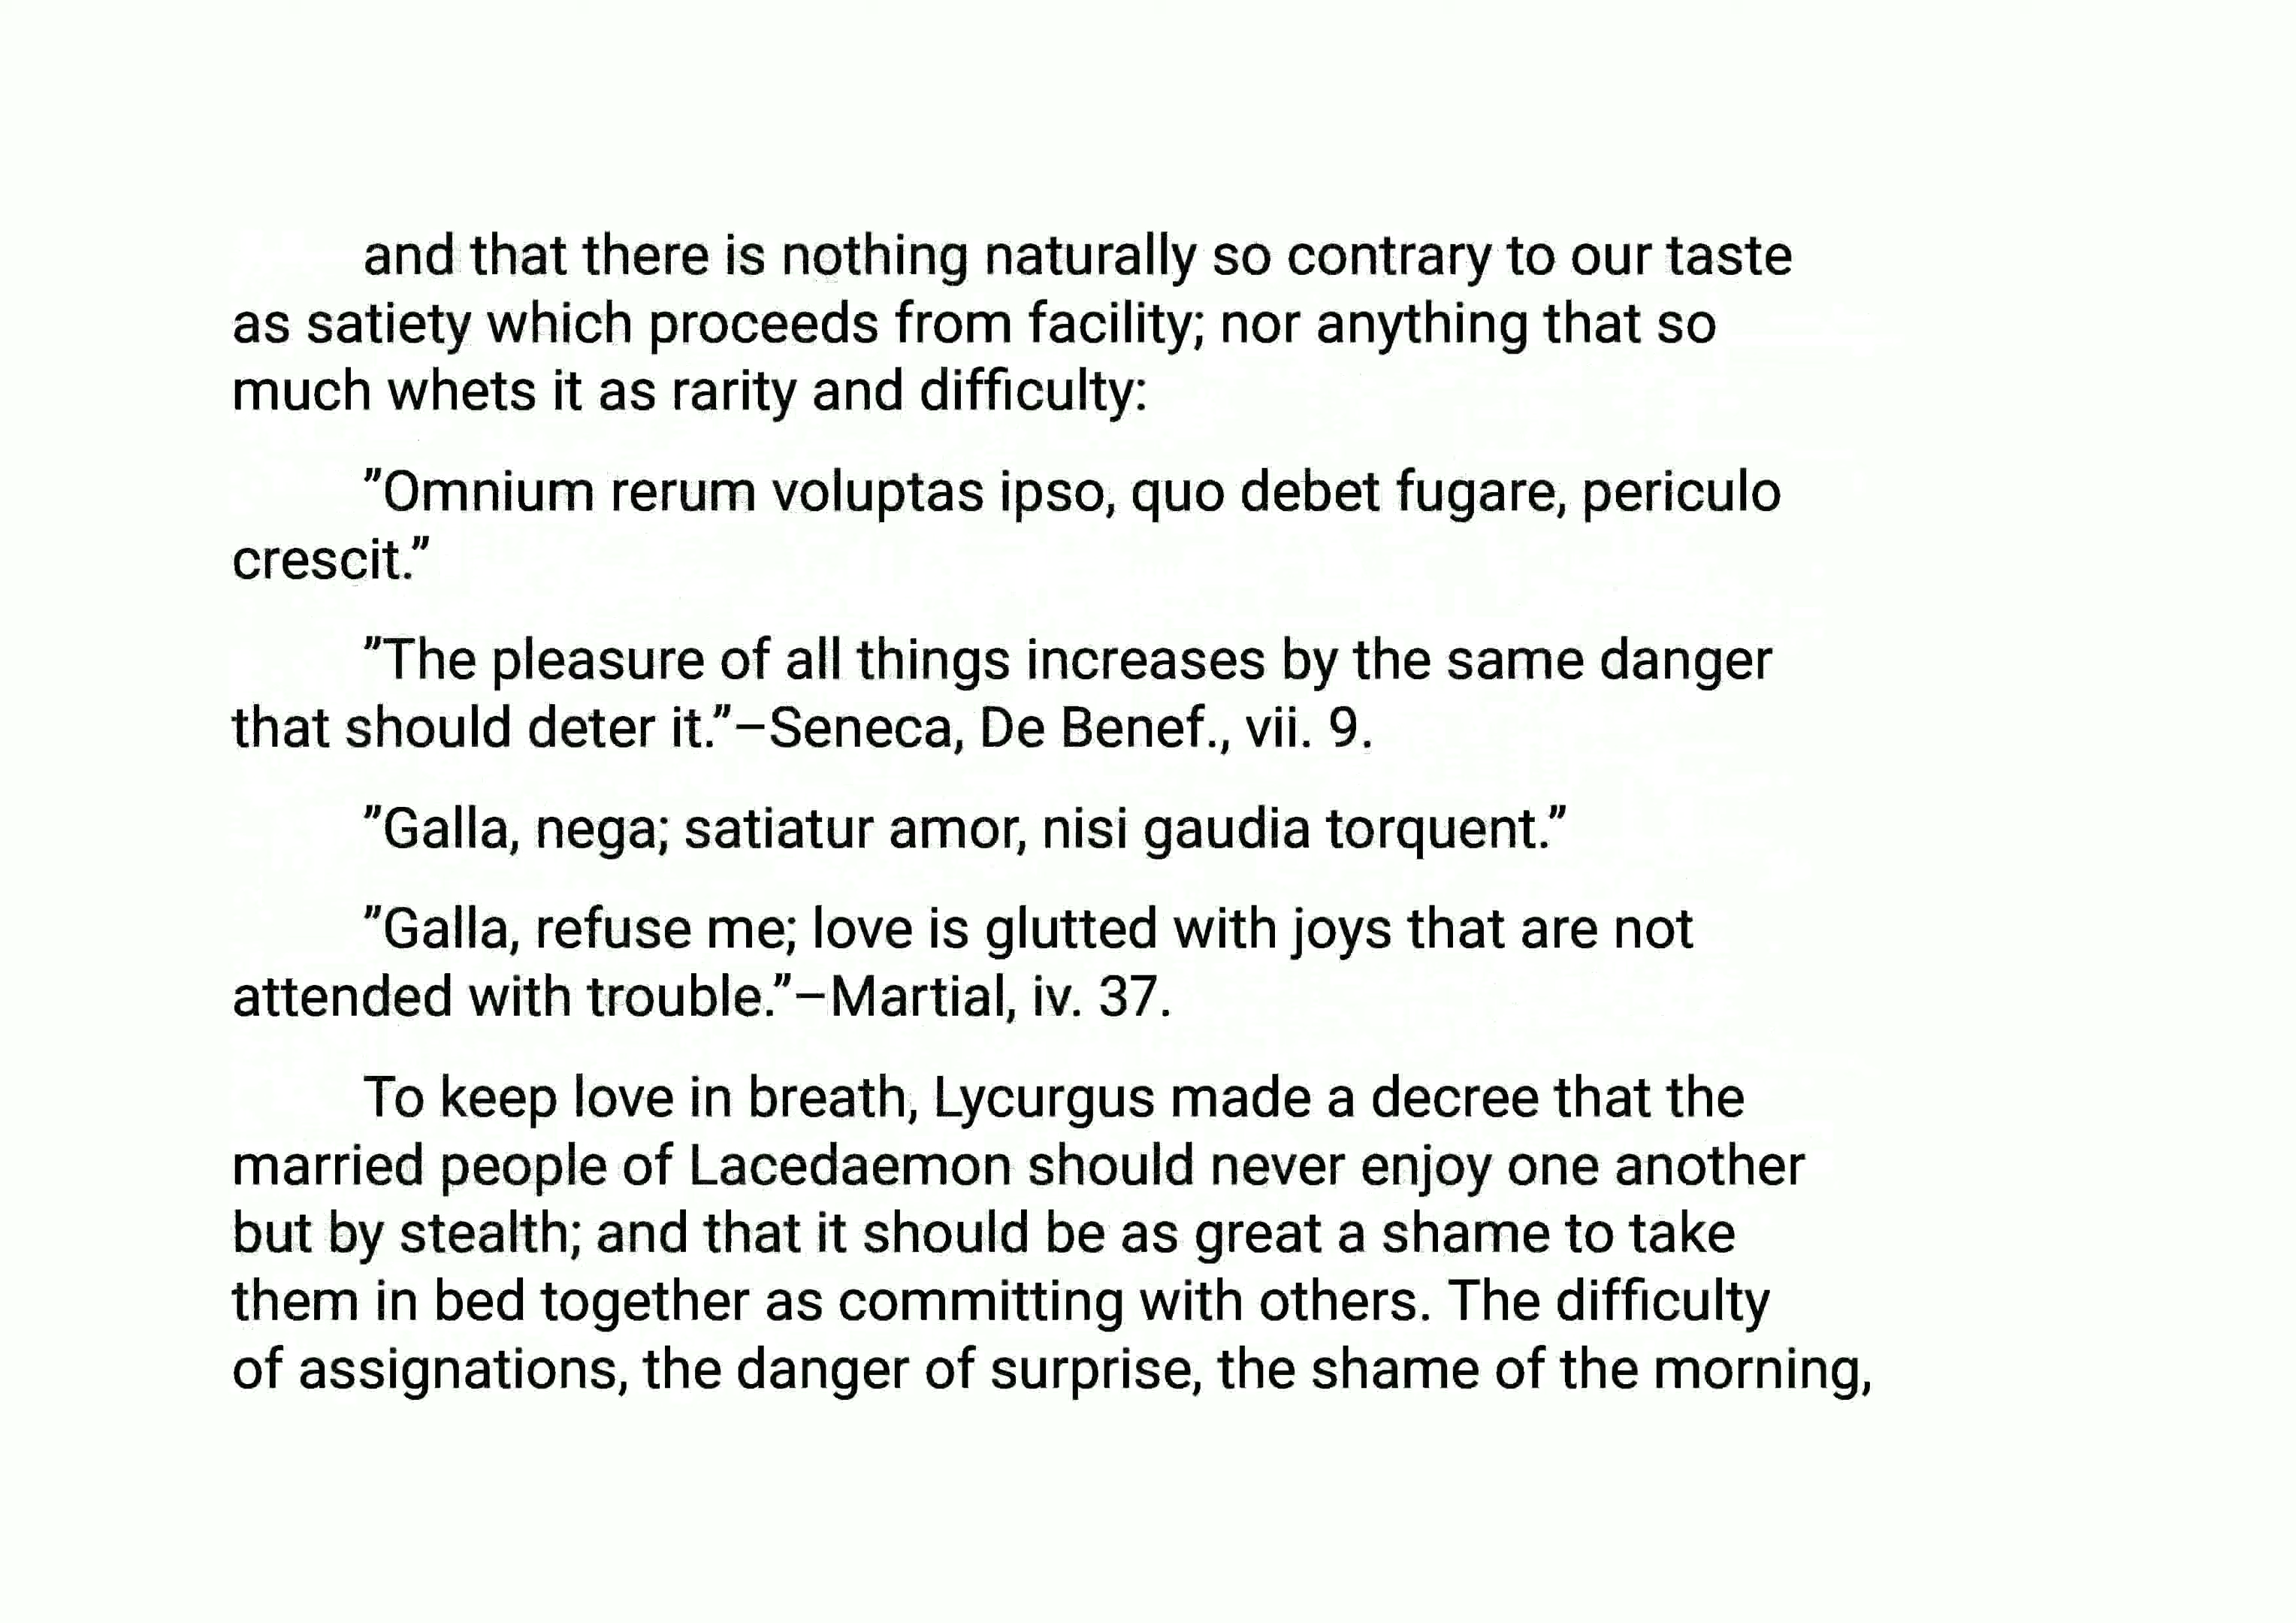 and that there is nothing naturally so contrary to our taste
as satiety which proceeds from facility; nor anything that so
much whets it as rarity and difficulty:
”Omnium rerum voluptas ipso, quo debet fugare, periculo
crescit.”
”The pleasure of all things increases by the same danger
that should deter it.”–Seneca, De Benef., vii. 9.
”Galla, nega; satiatur amor, nisi gaudia torquent.”
”Galla, refuse me; love is glutted with joys that are not
attended with trouble.”–Martial, iv. 37.
To keep love in breath, Lycurgus made a decree that the
married people of Lacedaemon should never enjoy one another
but by stealth; and that it should be as great a shame to take
them in bed together as committing with others. The difficulty
of assignations, the danger of surprise, the shame of the morning,